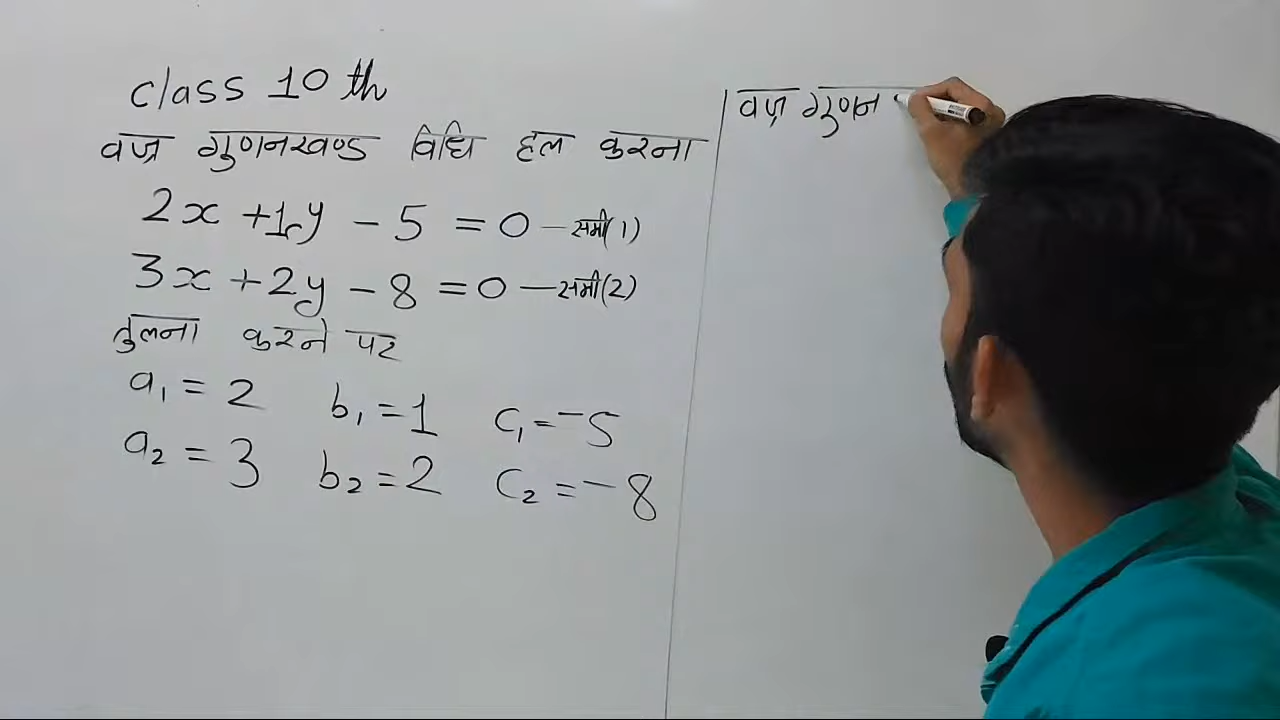 class 10 th
वज्र गुणनखण्ड विधि हल करना
2x + 1y - 5 = 0 — समी(1)
3x + 2y - 8 = 0 — समी(2)
तुलना करने पर
a₁ = 2 b₁ = 1 c₁ = -5
a₂ = 3 b₂ = 2 c₂ = -8
वज्र गुणन